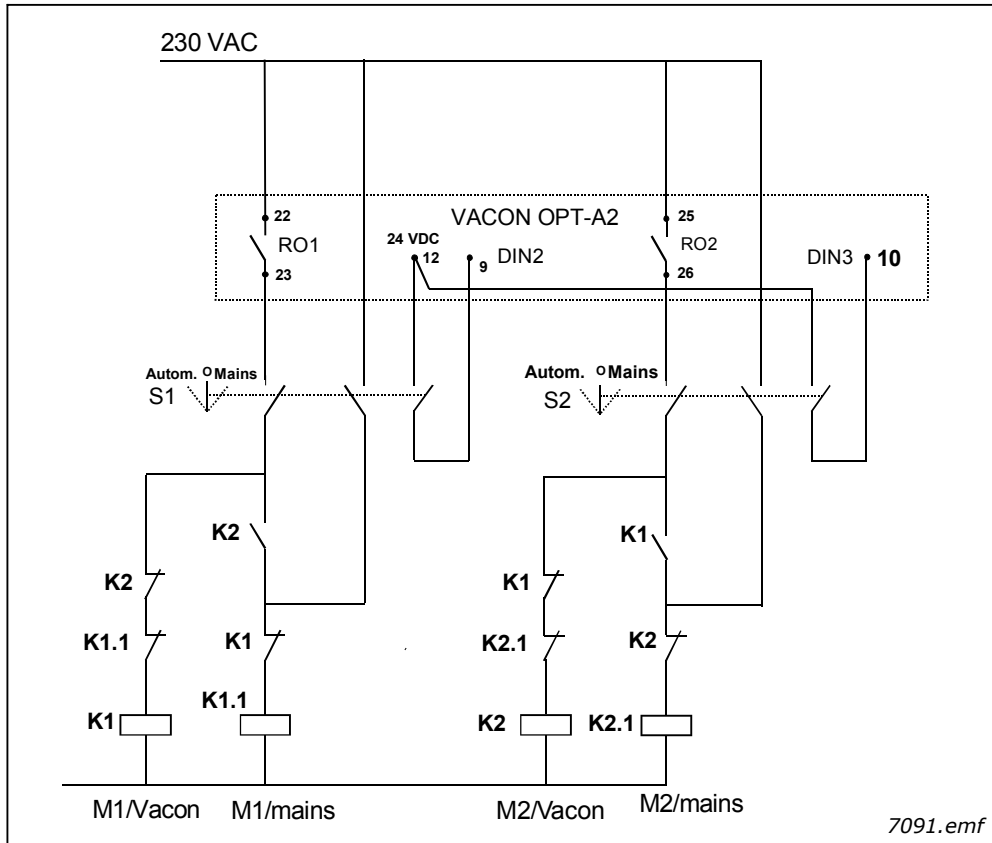 230 VAC
VACON OPT-A2
22
RO1
23
24 VDC
12
9
DIN2
25
RO2
26
DIN3
10
Autom. O Mains
S1
Autom. O Mains
S2
K2
K1
K2
K1
K1.1
K1
K2.1
K2
K1.1
K1
K2
K2.1
M1/Vacon
M1/mains
M2/Vacon
M2/mains
7091.emf